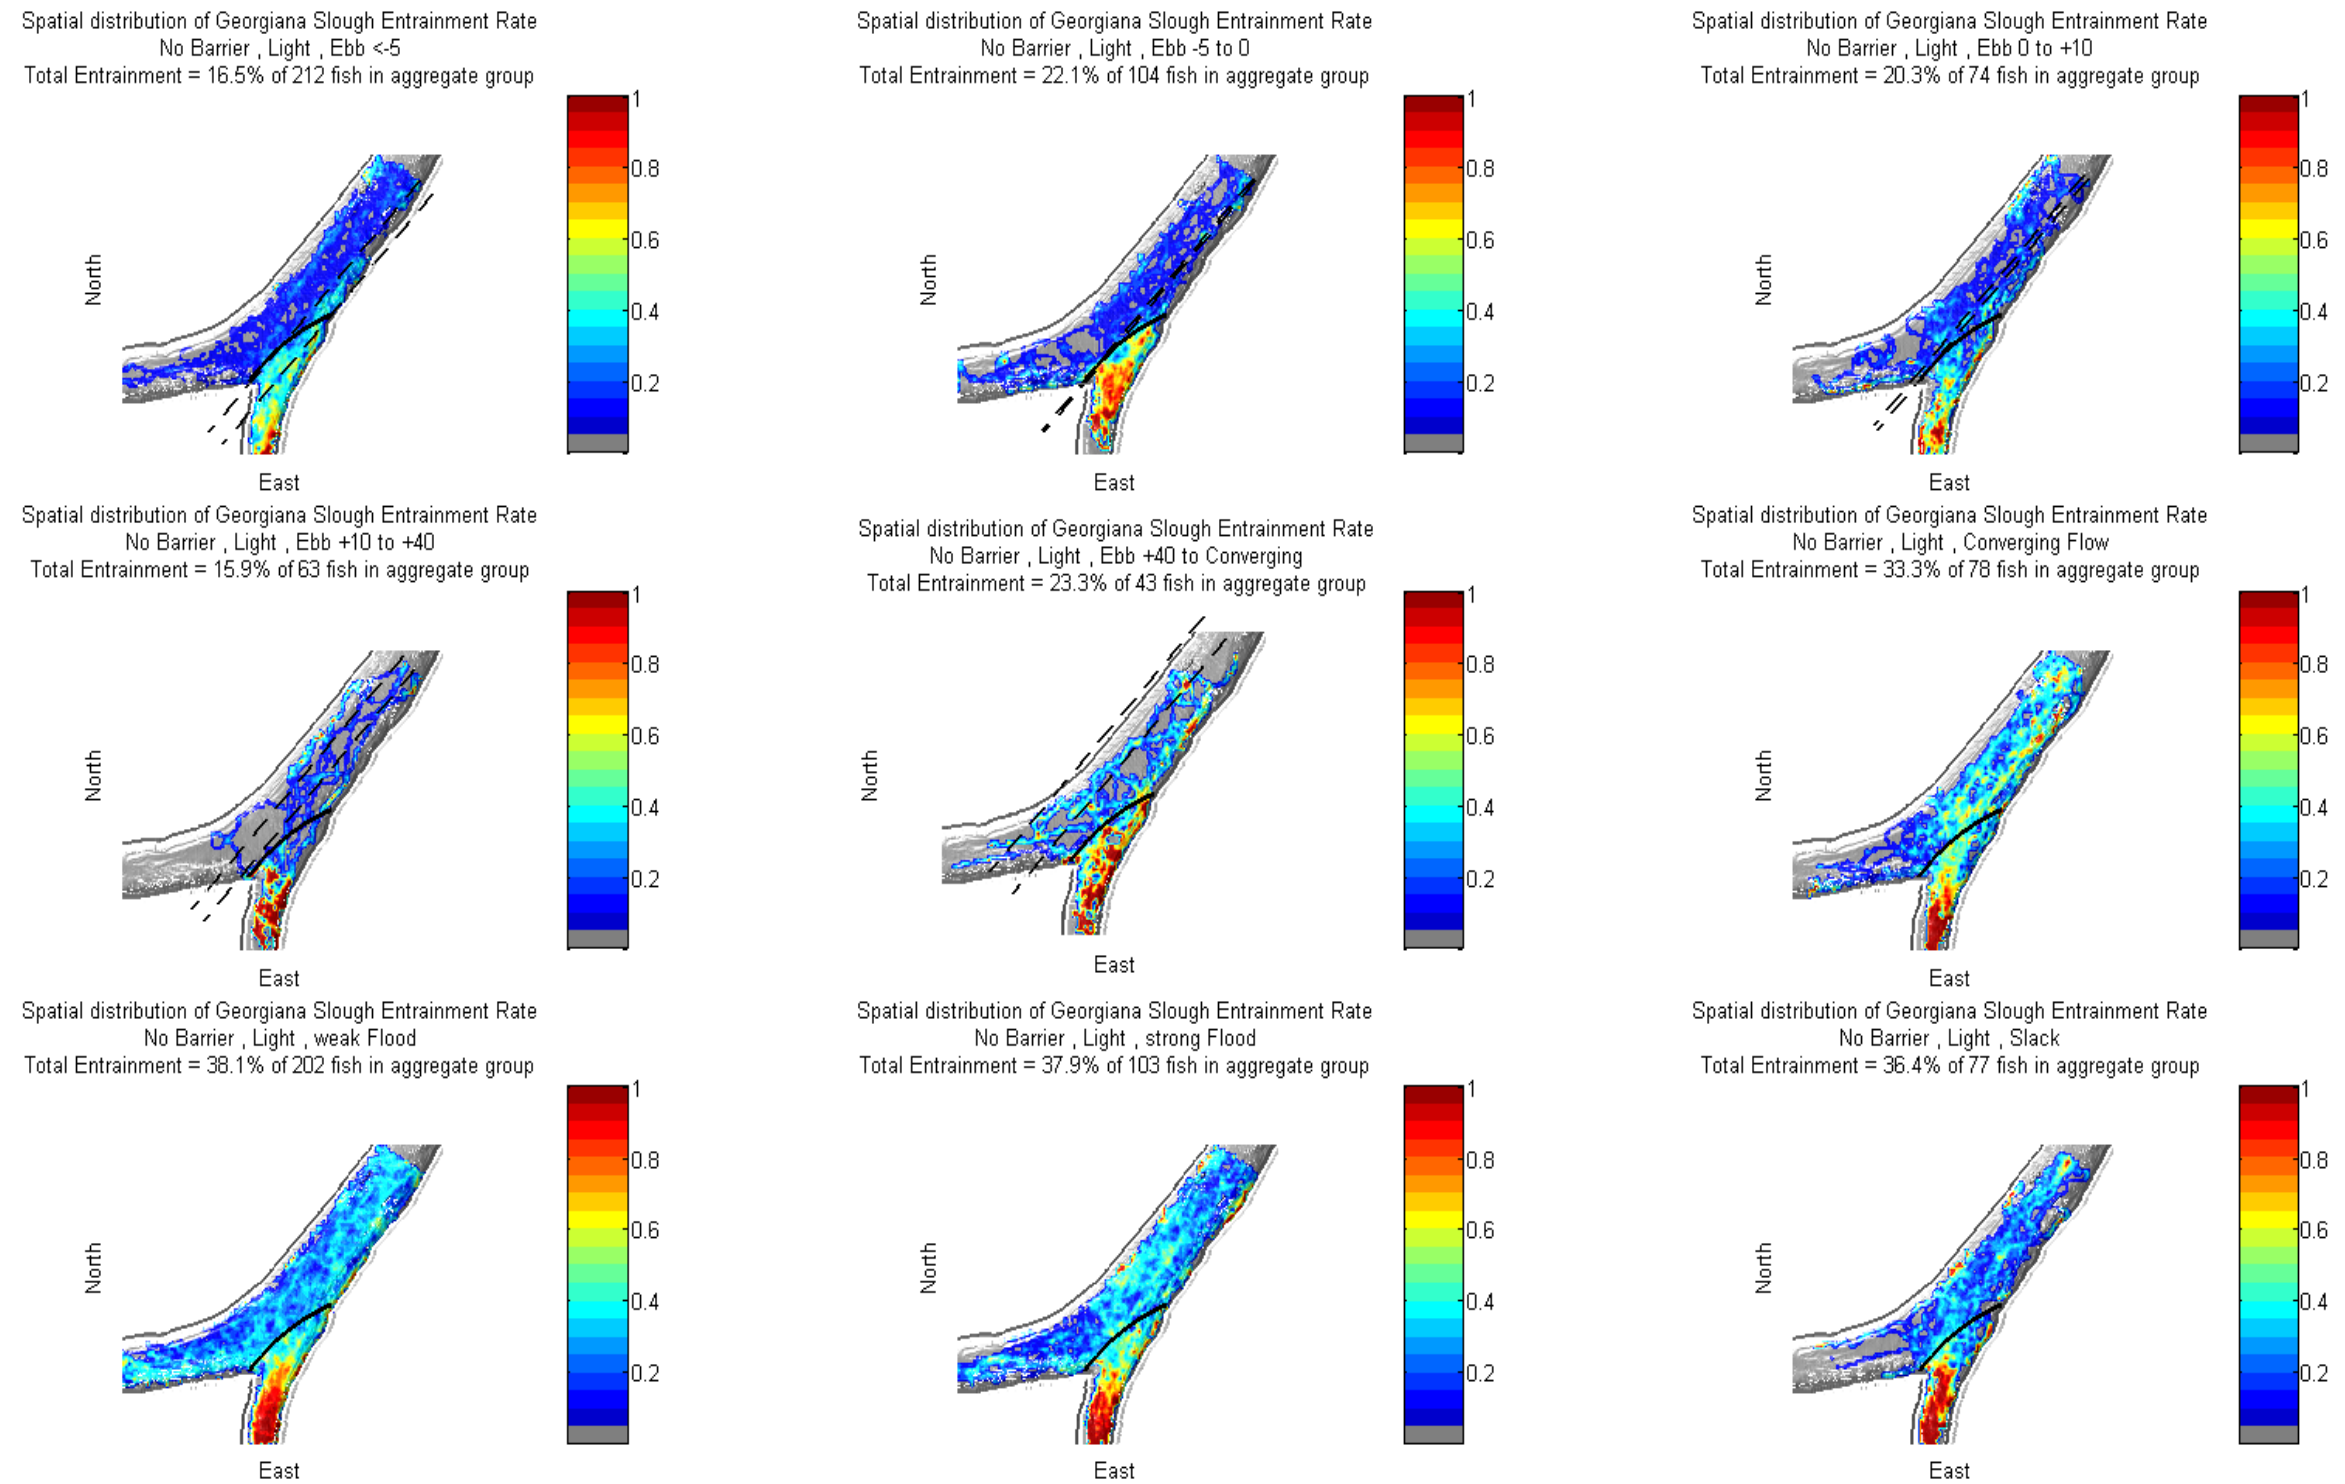 Spatial distribution of Georgiana Slough Entrainment Rate
No Barrier , Light , Ebb <-5
Total Entrainment = 16.5% of 212 fish in aggregate group
1
0.8
0.6
0.4
0.2
North
East
Spatial distribution of Georgiana Slough Entrainment Rate
No Barrier , Light , Ebb -5 to 0
Total Entrainment = 22.1% of 104 fish in aggregate group
1
0.8
0.6
0.4
0.2
North
East
Spatial distribution of Georgiana Slough Entrainment Rate
No Barrier , Light , Ebb 0 to +10
Total Entrainment = 20.3% of 74 fish in aggregate group
1
0.8
0.6
0.4
0.2
North
East
Spatial distribution of Georgiana Slough Entrainment Rate
No Barrier , Light , Ebb +10 to +40
Total Entrainment = 15.9% of 63 fish in aggregate group
1
0.8
0.6
0.4
0.2
North
East
Spatial distribution of Georgiana Slough Entrainment Rate
No Barrier , Light , Ebb +40 to Converging
Total Entrainment = 23.3% of 43 fish in aggregate group
1
0.8
0.6
0.4
0.2
North
East
Spatial distribution of Georgiana Slough Entrainment Rate
No Barrier , Light , Converging Flow
Total Entrainment = 33.3% of 78 fish in aggregate group
1
0.8
0.6
0.4
0.2
North
East
Spatial distribution of Georgiana Slough Entrainment Rate
No Barrier , Light , weak Flood
Total Entrainment = 38.1% of 202 fish in aggregate group
1
0.8
0.6
0.4
0.2
North
East
Spatial distribution of Georgiana Slough Entrainment Rate
No Barrier , Light , strong Flood
Total Entrainment = 37.9% of 103 fish in aggregate group
1
0.8
0.6
0.4
0.2
North
East
Spatial distribution of Georgiana Slough Entrainment Rate
No Barrier , Light , Slack
Total Entrainment = 36.4% of 77 fish in aggregate group
1
0.8
0.6
0.4
0.2
North
East